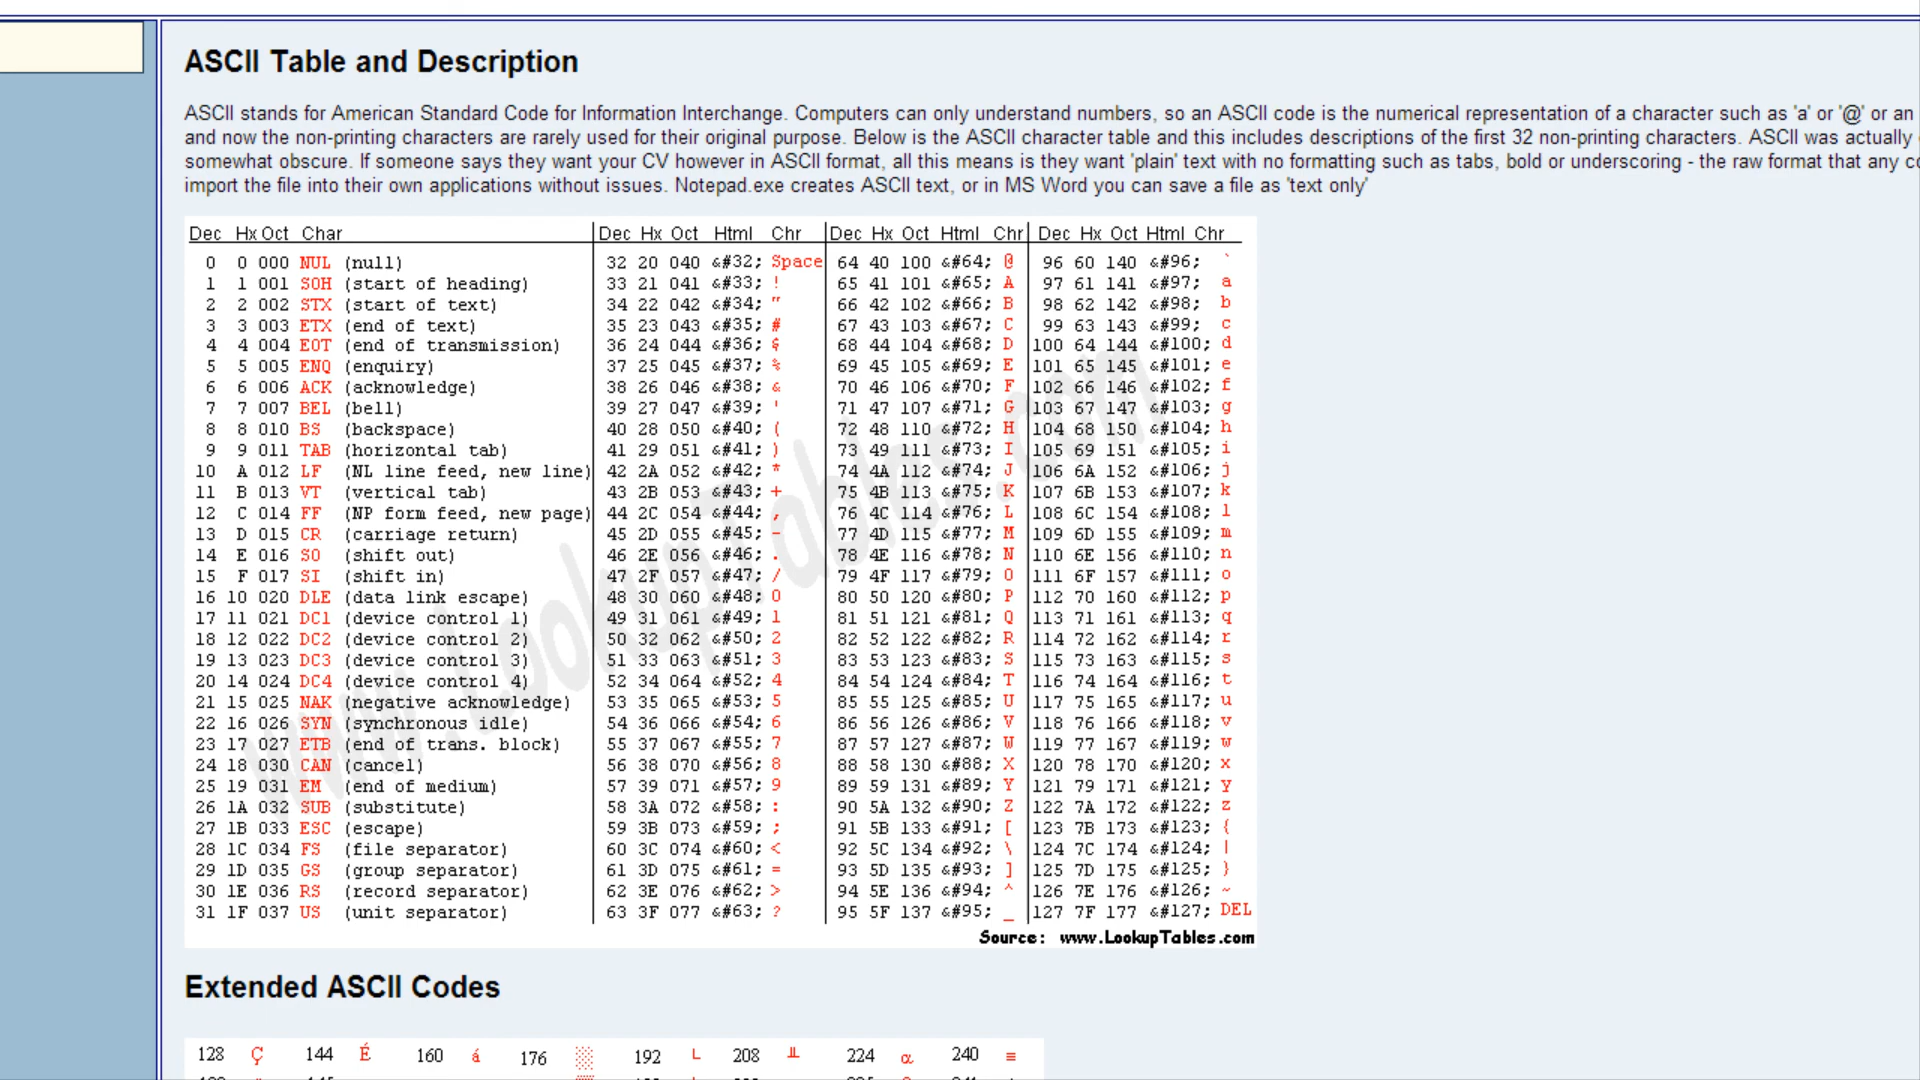 ASCII Table and Description
ASCII stands for American Standard Code for Information Interchange. Computers can only understand numbers, so an ASCII code is the numerical representation of a character such as 'a' or '@' or an
and now the non-printing characters are rarely used for their original purpose. Below is the ASCII character table and this includes descriptions of the first 32 non-printing characters. ASCII was actually
somewhat obscure. If someone says they want your CV however in ASCII format, all this means is they want 'plain' text with no formatting such as tabs, bold or underscoring - the raw format that any
import the file into their own applications without issues. Notepad.exe creates ASCII text, or in MS Word you can save a file as 'text only'
Dec Hx Oct Char Dec Hx Oct Html Chr Dec Hx Oct Html Chr Dec Hx Oct Html Chr
0 0 000 NUL (null) 32 20 040 &#32; Space 64 40 100 &#64; @ 96 60 140 &#96; `
1 1 001 SOH (start of heading) 33 21 041 &#33; ! 65 41 101 &#65; A 97 61 141 &#97; a
2 2 002 STX (start of text) 34 22 042 &#34; " 66 42 102 &#66; B 98 62 142 &#98; b
3 3 003 ETX (end of text) 35 23 043 &#35; # 67 43 103 &#67; C 99 63 143 &#99; c
4 4 004 EOT (end of transmission) 36 24 044 &#36; $ 68 44 104 &#68; D 100 64 144 &#100; d
5 5 005 ENQ (enquiry) 37 25 045 &#37; % 69 45 105 &#69; E 101 65 145 &#101; e
6 6 006 ACK (acknowledge) 38 26 046 &#38; & 70 46 106 &#70; F 102 66 146 &#102; f
7 7 007 BEL (bell) 39 27 047 &#39; ' 71 47 107 &#71; G 103 67 147 &#103; g
8 8 010 BS (backspace) 40 28 050 &#40; ( 72 48 110 &#72; H 104 68 150 &#104; h
9 9 011 TAB (horizontal tab) 41 29 051 &#41; ) 73 49 111 &#73; I 105 69 151 &#105; i
10 A 012 LF (NL line feed, new line) 42 2A 052 &#42; * 74 4A 112 &#74; J 106 6A 152 &#106; j
11 B 013 VT (vertical tab) 43 2B 053 &#43; + 75 4B 113 &#75; K 107 6B 153 &#107; k
12 C 014 FF (NP form feed, new page) 44 2C 054 &#44; , 76 4C 114 &#76; L 108 6C 154 &#108; l
13 D 015 CR (carriage return) 45 2D 055 &#45; - 77 4D 115 &#77; M 109 6D 155 &#109; m
14 E 016 SO (shift out) 46 2E 056 &#46; . 78 4E 116 &#78; N 110 6E 156 &#110; n
15 F 017 SI (shift in) 47 2F 057 &#47; / 79 4F 117 &#79; O 111 6F 157 &#111; o
16 10 020 DLE (data link escape) 48 30 060 &#48; 0 80 50 120 &#80; P 112 70 160 &#112; p
17 11 021 DC1 (device control 1) 49 31 061 &#49; 1 81 51 121 &#81; Q 113 71 161 &#113; q
18 12 022 DC2 (device control 2) 50 32 062 &#50; 2 82 52 122 &#82; R 114 72 162 &#114; r
19 13 023 DC3 (device control 3) 51 33 063 &#51; 3 83 53 123 &#83; S 115 73 163 &#115; s
20 14 024 DC4 (device control 4) 52 34 064 &#52; 4 84 54 124 &#84; T 116 74 164 &#116; t
21 15 025 NAK (negative acknowledge) 53 35 065 &#53; 5 85 55 125 &#85; U 117 75 165 &#117; u
22 16 026 SYN (synchronous idle) 54 36 066 &#54; 6 86 56 126 &#86; V 118 76 166 &#118; v
23 17 027 ETB (end of trans. block) 55 37 067 &#55; 7 87 57 127 &#87; W 119 77 167 &#119; w
24 18 030 CAN (cancel) 56 38 070 &#56; 8 88 58 130 &#88; X 120 78 170 &#120; x
25 19 031 EM (end of medium) 57 39 071 &#57; 9 89 59 131 &#89; Y 121 79 171 &#121; y
26 1A 032 SUB (substitute) 58 3A 072 &#58; : 90 5A 132 &#90; Z 122 7A 172 &#122; z
27 1B 033 ESC (escape) 59 3B 073 &#59; ; 91 5B 133 &#91; [ 123 7B 173 &#123; {
28 1C 034 FS (file separator) 60 3C 074 &#60; < 92 5C 134 &#92; \ 124 7C 174 &#124; |
29 1D 035 GS (group separator) 61 3D 075 &#61; = 93 5D 135 &#93; ] 125 7D 175 &#125; }
30 1E 036 RS (record separator) 62 3E 076 &#62; > 94 5E 136 &#94; ^ 126 7E 176 &#126; ~
31 1F 037 US (unit separator) 63 3F 077 &#63; ? 95 5F 137 &#95; _ 127 7F 177 &#127; DEL
www.LookupTables.com
Source: www.LookupTables.com
Extended ASCII Codes
128 Ç 144 É 160 á 176 ░ 192 └ 208 ╨ 224 α 240 ≡